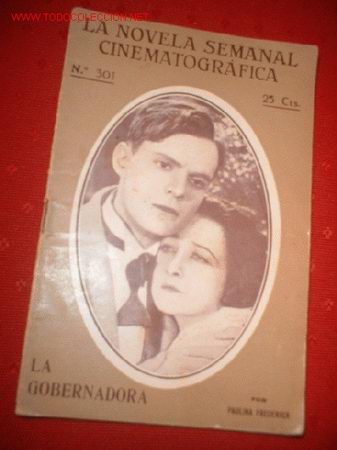 www.TODOCOLECCION.NET
LA NOVELA SEMANAL
CINEMATOGRÁFICA
N.º 301
25 Cts.
LA
GOBERNADORA
POR
PAULINA FREDERICK